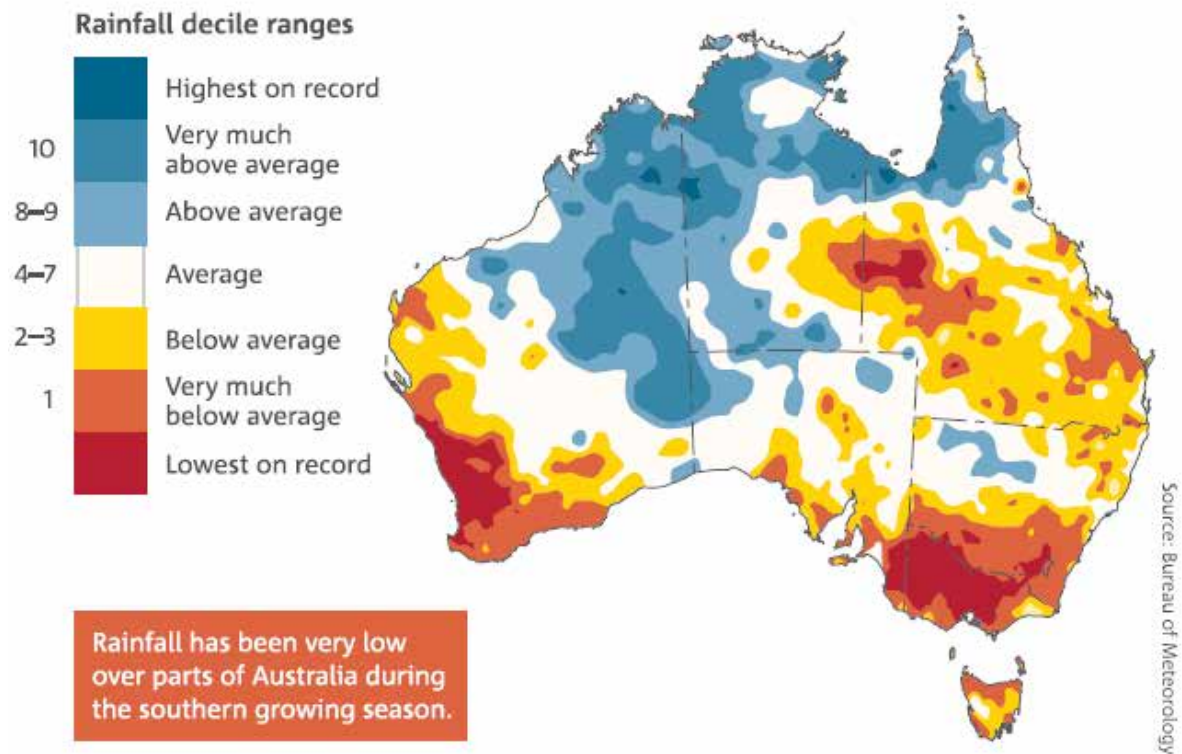 Rainfall decile ranges
Highest on record
10
Very much
above average
8–9
Above average
4–7
Average
2–3
Below average
1
Very much
below average
Lowest on record
Rainfall has been very low
over parts of Australia during
the southern growing season.
Source: Bureau of Meteorology